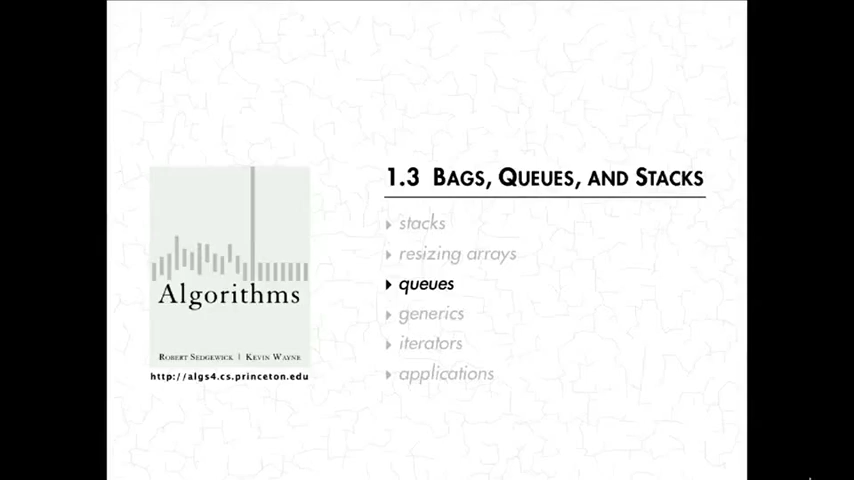 1.3 BAGS, QUEUES, AND STACKS
stacks
resizing arrays
queues
generics
iterators
applications
Algorithms
ROBERT SEDGEWICK | KEVIN WAYNE
http://algs4.cs.princeton.edu